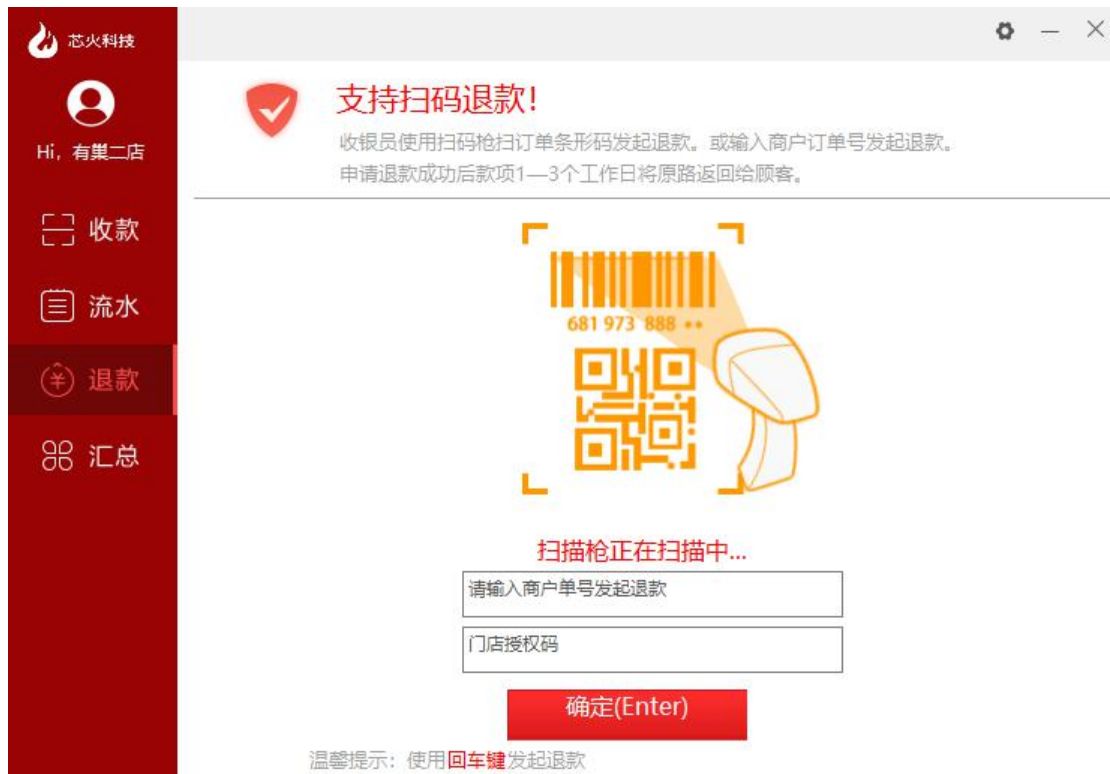 芯火科技
Hi, 有巢二店
收款
流水
退款
汇总
支持扫码退款!
收银员使用扫码枪扫订单条形码发起退款。或输入商户订单号发起退款。
申请退款成功后款项1—3个工作日将原路返回给顾客。
681 973 888 ••
扫描枪正在扫描中...
请输入商户单号发起退款
门店授权码
确定(Enter)
温馨提示：使用回车键发起退款